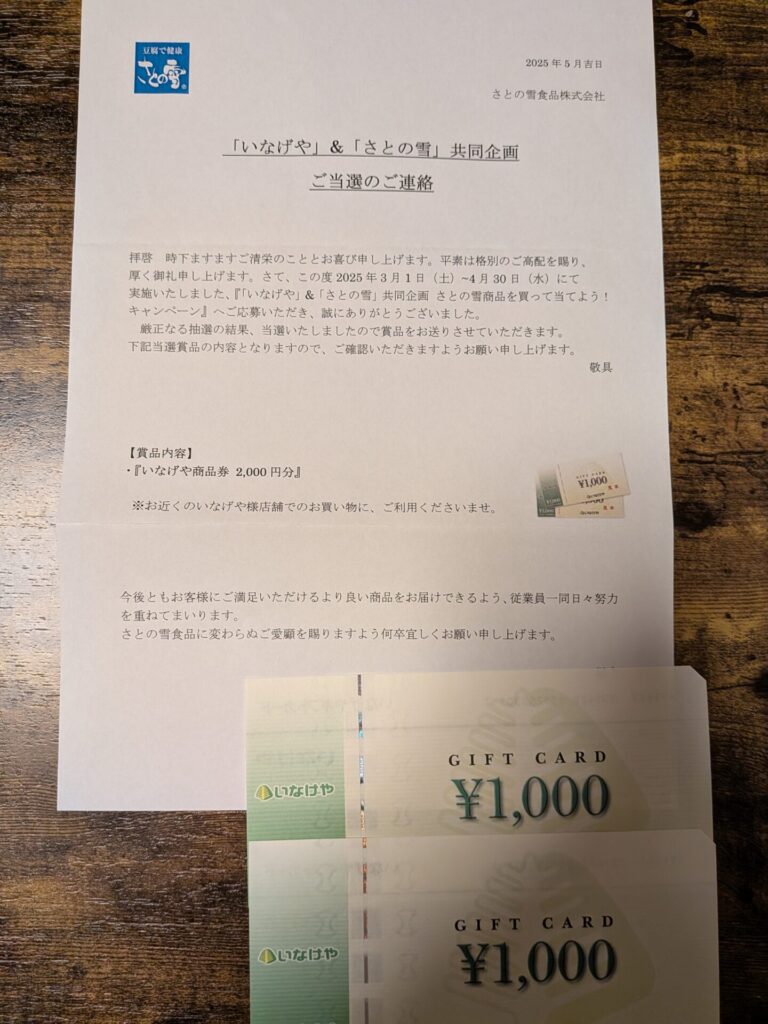 豆腐で健康
さとの雪®
2025年5月吉日
さとの雪食品株式会社
「いなげや」&「さとの雪」共同企画
ご当選のご連絡
拝啓　時下ますますご清栄のこととお喜び申し上げます。平素は格別のご高配を賜り、
厚く御礼申し上げます。さて、この度2025年3月1日（土）~4月30日（水）にて
実施いたしました、『「いなげや」&「さとの雪」共同企画 さとの雪商品を買って当てよう！
キャンペーン』へご応募いただき、誠にありがとうございました。
厳正なる抽選の結果、当選いたしましたので賞品をお送りさせていただきます。
下記当選賞品の内容となりますので、ご確認いただきますようお願い申し上げます。
敬具
【賞品内容】
・『いなげや商品券 2,000円分』
※お近くのいなげや様店舗でのお買い物に、ご利用くださいませ。
¥1,000
今後ともお客様にご満足いただけるより良い商品をお届けできるよう、従業員一同日々努力
を重ねてまいります。
さとの雪食品に変わらぬご愛顧を賜りますよう何卒宜しくお願い申し上げます。
GIFT CARD
いなげや
¥1,000
GIFT CARD
いなげや
¥1,000